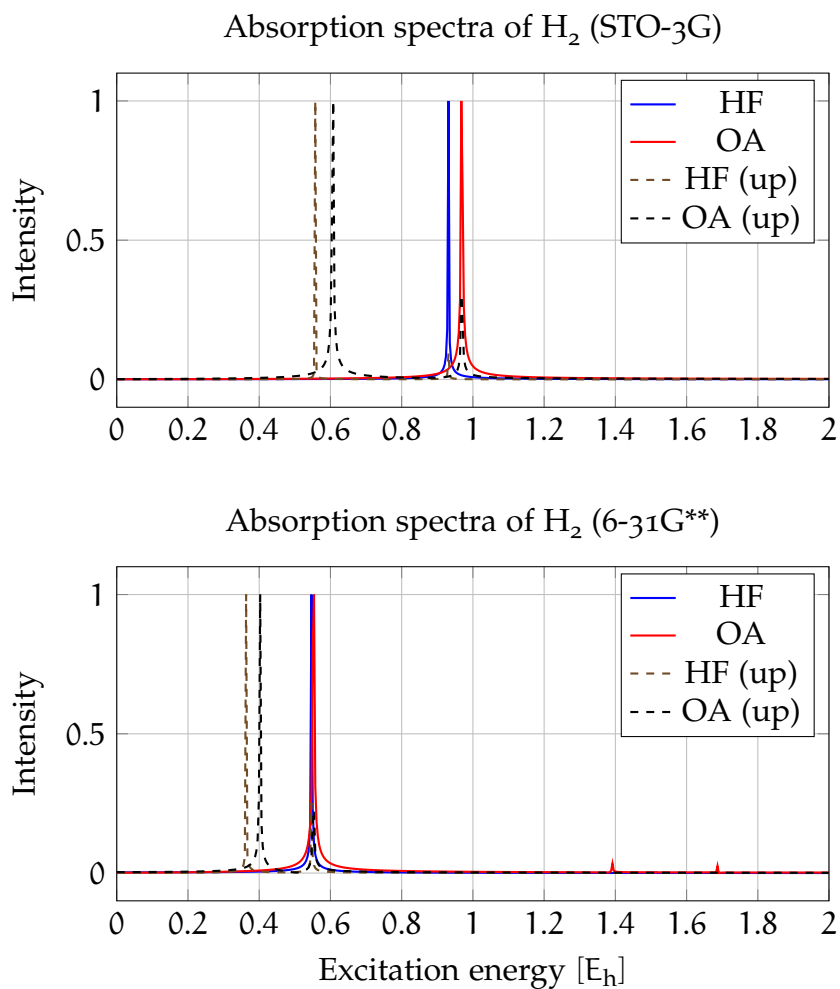 Absorption spectra of H₂ (STO-3G)
1
0.5
0
Intensity
HF
OA
HF (up)
OA (up)
0 0.2 0.4 0.6 0.8 1 1.2 1.4 1.6 1.8 2
Absorption spectra of H₂ (6-31G**)
1
0.5
0
Intensity
HF
OA
HF (up)
OA (up)
0 0.2 0.4 0.6 0.8 1 1.2 1.4 1.6 1.8 2
Excitation energy [Eₕ]